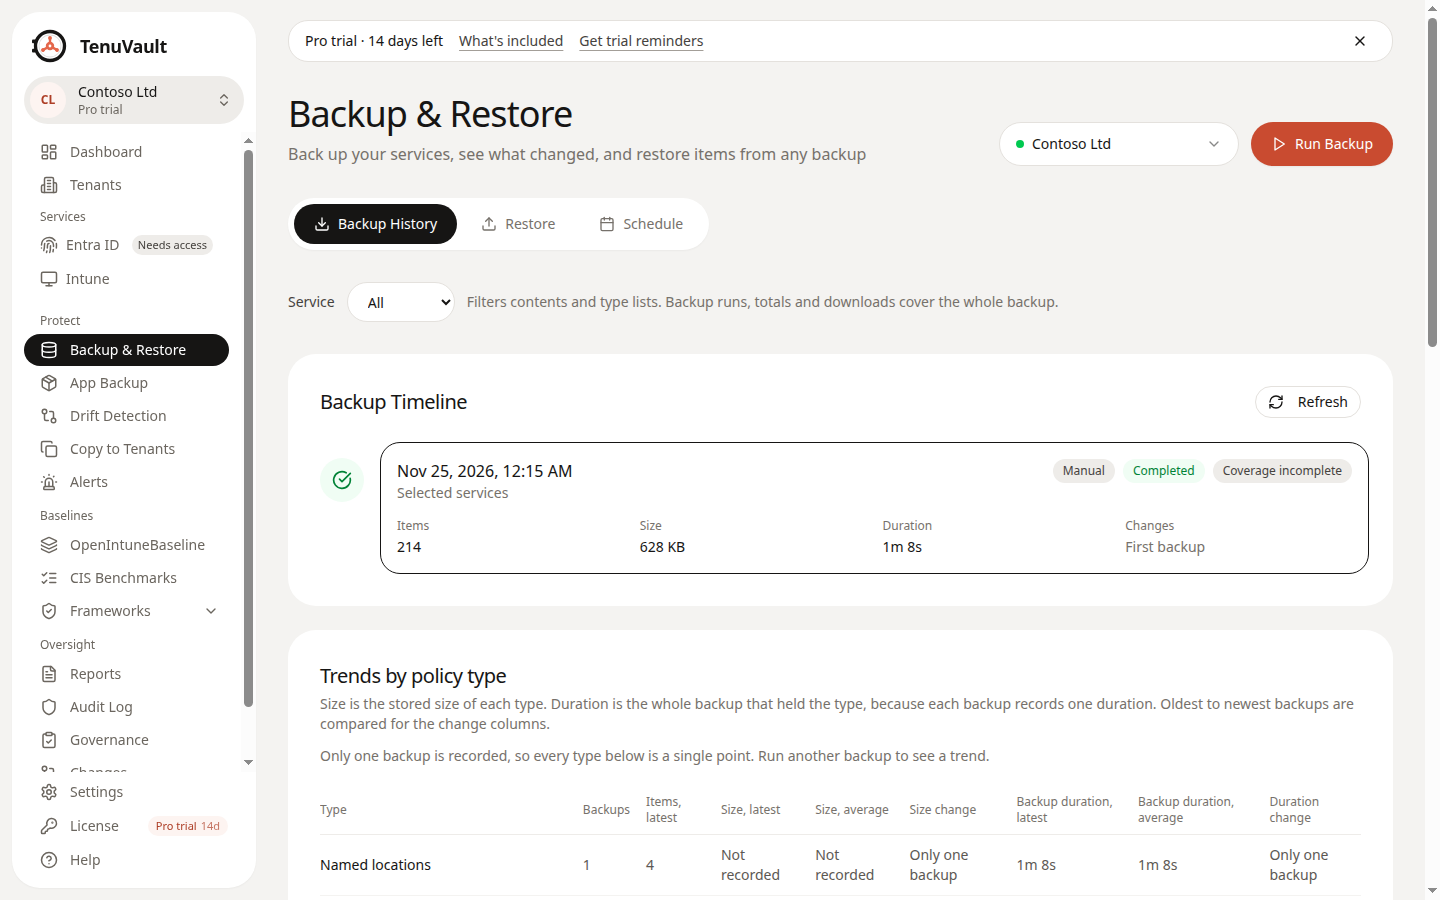 TenuVault
CL
Contoso Ltd
Pro trial
Dashboard
Tenants
Services
Entra ID
Needs access
Intune
Protect
Backup & Restore
App Backup
Drift Detection
Copy to Tenants
Alerts
Baselines
OpenIntuneBaseline
CIS Benchmarks
Frameworks
Oversight
Reports
Audit Log
Governance
Changes
Settings
License
Pro trial 14d
Help
Pro trial · 14 days left
What's included
Get trial reminders
Backup & Restore
Back up your services, see what changed, and restore items from any backup
Contoso Ltd
Run Backup
Backup History
Restore
Schedule
Service
All
Filters contents and type lists. Backup runs, totals and downloads cover the whole backup.
Backup Timeline
Refresh
Nov 25, 2026, 12:15 AM
Manual
Completed
Coverage incomplete
Selected services
Items
Size
Duration
Changes
214
628 KB
1m 8s
First backup
Trends by policy type
Size is the stored size of each type. Duration is the whole backup that held the type, because each backup records one duration. Oldest to newest backups are
compared for the change columns.
Only one backup is recorded, so every type below is a single point. Run another backup to see a trend.
Type
Backups
Items,
latest
Size, latest
Size, average
Size change
Backup duration,
latest
Backup duration,
average
Duration
change
Named locations
1
4
Not
recorded
Not
recorded
Only one
backup
1m 8s
1m 8s
Only one
backup